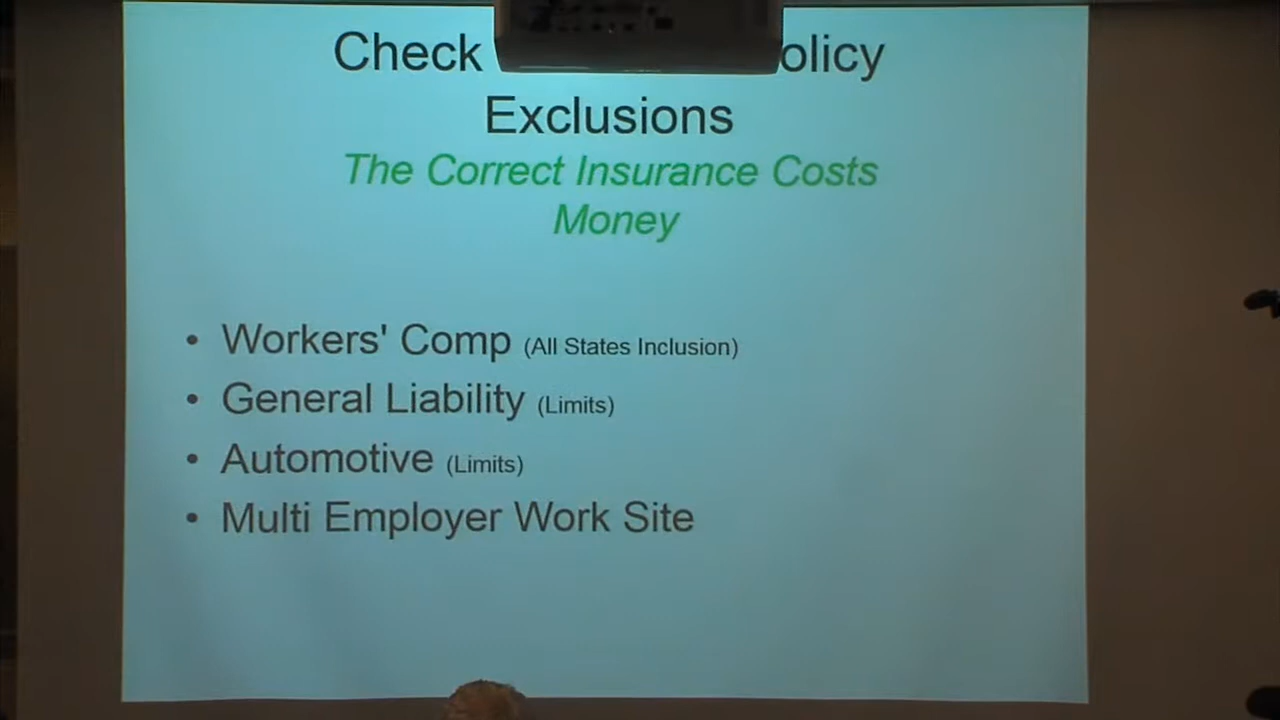 Check olicy
Exclusions
The Correct Insurance Costs
Money
• Workers' Comp (All States Inclusion)
• General Liability (Limits)
• Automotive (Limits)
• Multi Employer Work Site